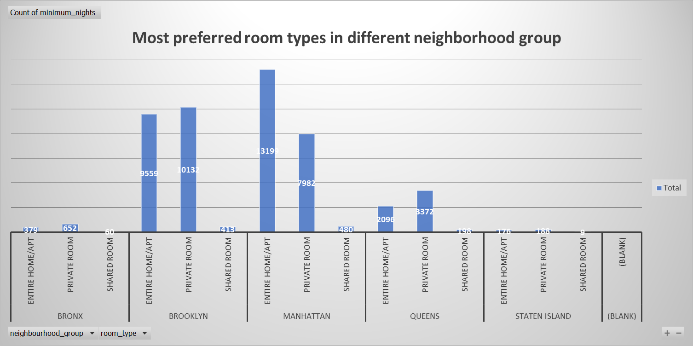 Count of minimum_nights
Most preferred room types in different neighborhood group
379
652
60
9559
10132
413
7982
480
2096
3372
198
176
188
9
Total
ENTIRE HOME/APT
PRIVATE ROOM
SHARED ROOM
ENTIRE HOME/APT
PRIVATE ROOM
SHARED ROOM
ENTIRE HOME/APT
PRIVATE ROOM
SHARED ROOM
ENTIRE HOME/APT
PRIVATE ROOM
SHARED ROOM
ENTIRE HOME/APT
PRIVATE ROOM
SHARED ROOM
(BLANK)
BRONX
BROOKLYN
MANHATTAN
QUEENS
STATEN ISLAND
(BLANK)
neighbourhood_group room_type
+ −